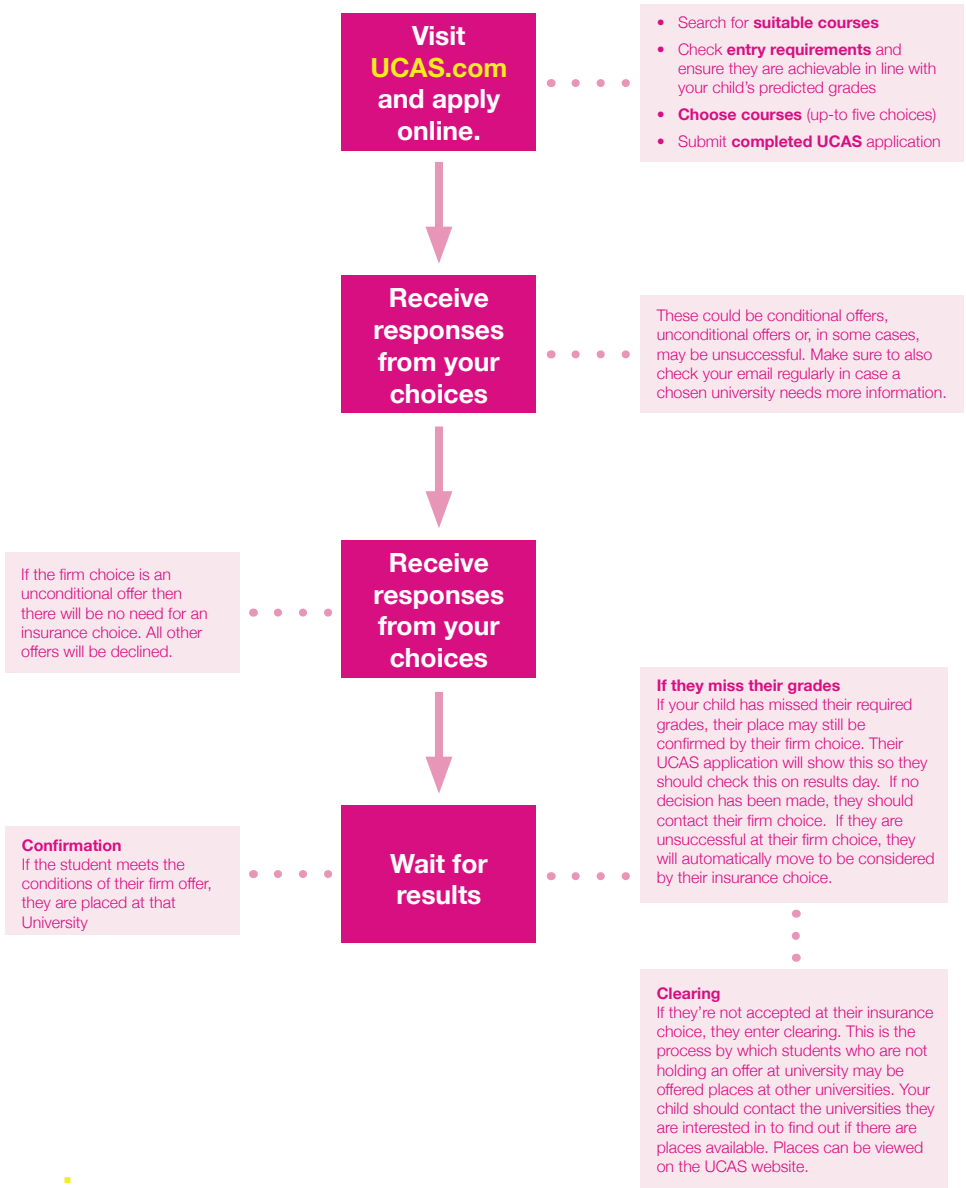 Visit
UCAS.com
and apply
online.
• Search for suitable courses
• Check entry requirements and
ensure they are achievable in line with
your child's predicted grades
• Choose courses (up-to five choices)
• Submit completed UCAS application
Receive
responses
from your
choices
These could be conditional offers,
unconditional offers or, in some cases,
may be unsuccessful. Make sure to also
check your email regularly in case a
chosen university needs more information.
If the firm choice is an
unconditional offer then
there will be no need for an
insurance choice. All other
offers will be declined.
Receive
responses
from your
choices
Confirmation
If the student meets the
conditions of their firm offer,
they are placed at that
University
Wait for
results
If they miss their grades
If your child has missed their required
grades, their place may still be
confirmed by their firm choice. Their
UCAS application will show this so they
should check this on results day. If no
decision has been made, they should
contact their firm choice. If they are
unsuccessful at their firm choice, they
will automatically move to be considered
by their insurance choice.
Clearing
If they're not accepted at their insurance
choice, they enter clearing. This is the
process by which students who are not
holding an offer at university may be
offered places at other universities. Your
child should contact the universities they
are interested in to find out if there are
places available. Places can be viewed
on the UCAS website.